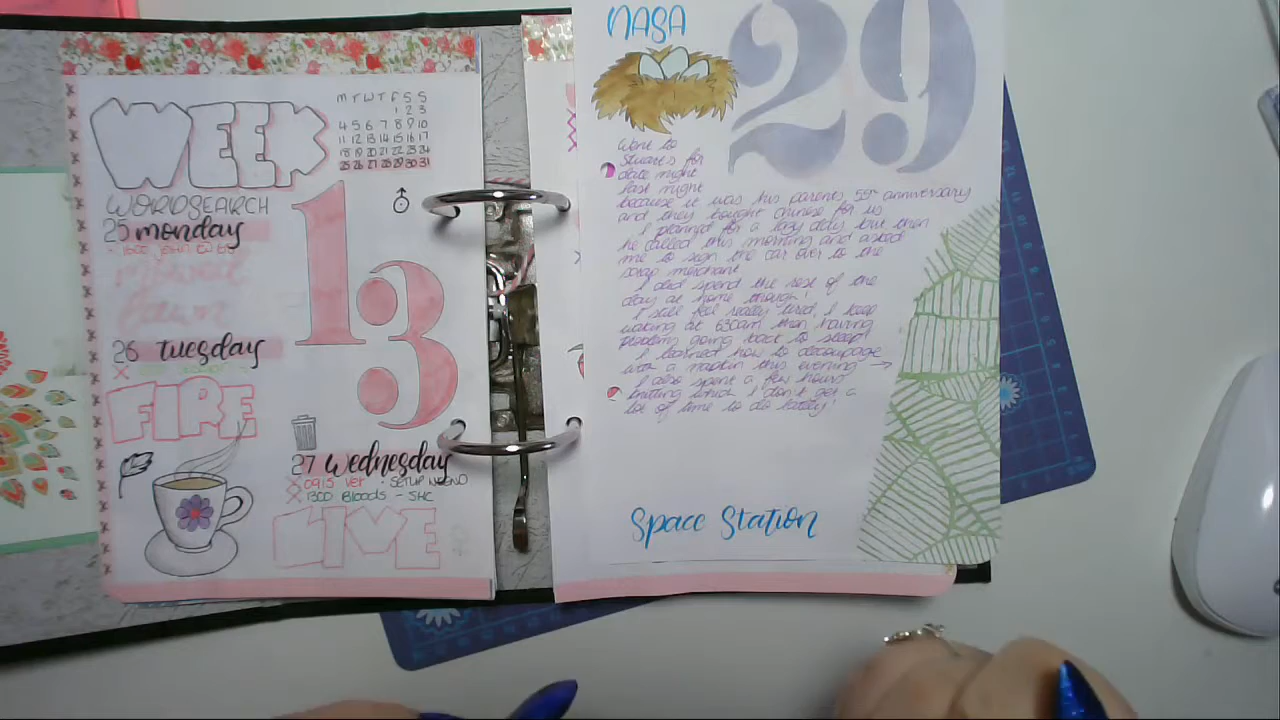 WEEK
M T W T F S S
1 2 3
4 5 6 7 8 9 10
11 12 13 14 15 16 17
18 19 20 21 22 23 24
25 26 27 28 29 30 31
WORDSEARCH
25 monday
13
26 TUESDAY
FIRE
27 Wednesday
0915 Vet · SETUP
1300 Bloods - SHC
LIVE
NASA
29
Went to
Stuart's for
date night
last night
because it was his parents 55th anniversary
and they bought chinese for us
I planned for a lazy day but then
he called this morning and asked
me to sign the car over to the
scrap merchant
I did spend the rest of the
day at home though!
I still feel really tired, I keep
waking at 630am then having
problems going back to sleep!
I learned how to decoupage
with a napkin this evening →
I also spent a few hours
knitting which I don't get a
lot of time to do lately!
Space Station